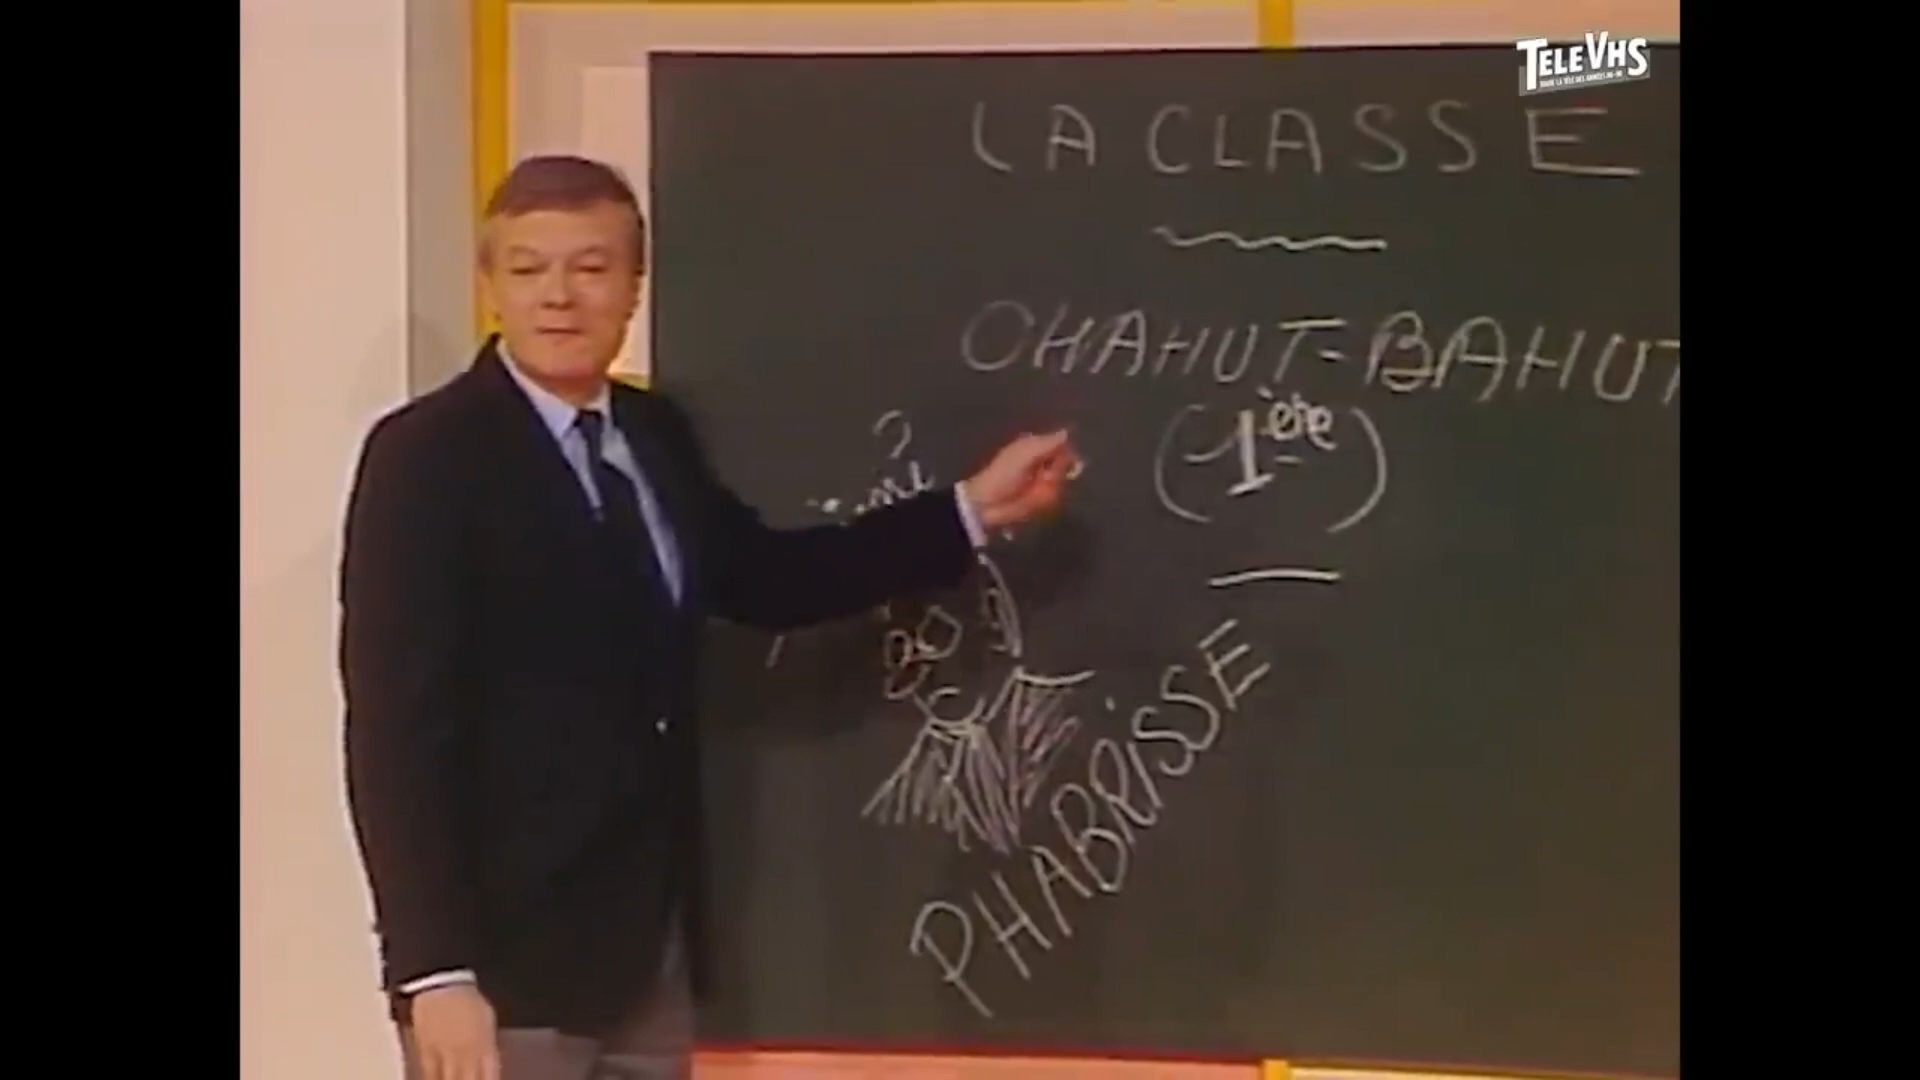 TELEVHS
LA CLASSE
CHAHUT-BAHUT
(1ère)
PHABRISSE